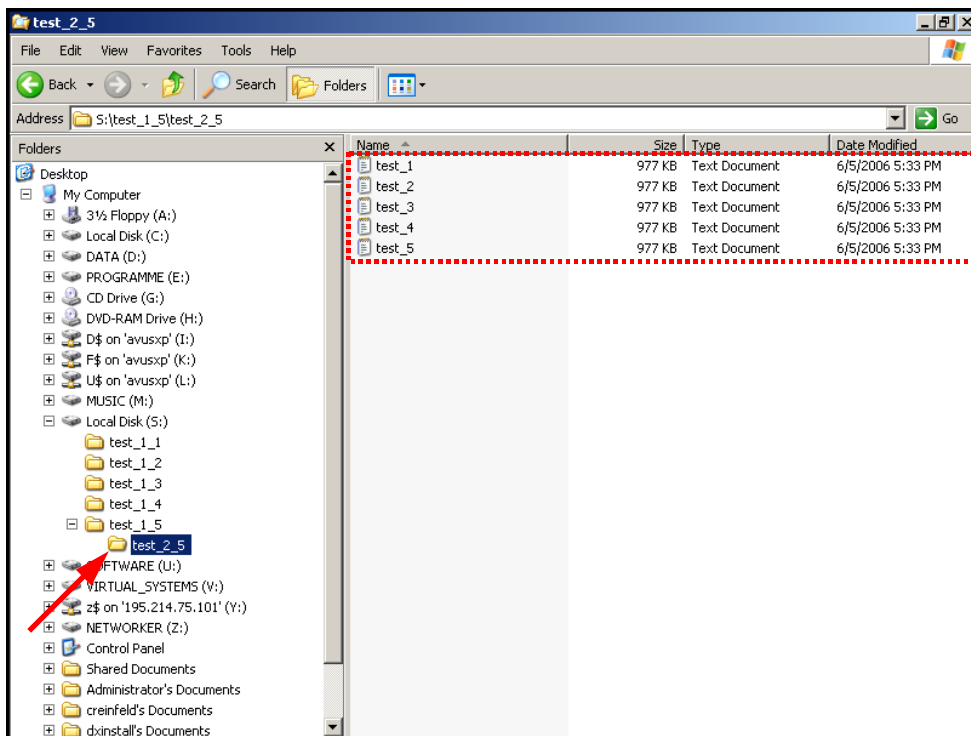 test_2_5
File Edit View Favorites Tools Help
Back Search Folders
Address S:\test_1_5\test_2_5 Go
Folders
Name Size Type Date Modified
Desktop
My Computer
3½ Floppy (A:)
Local Disk (C:)
DATA (D:)
PROGRAMME (E:)
CD Drive (G:)
DVD-RAM Drive (H:)
D$ on 'avusxp' (I:)
F$ on 'avusxp' (K:)
U$ on 'avusxp' (L:)
MUSIC (M:)
Local Disk (S:)
test_1_1
test_1_2
test_1_3
test_1_4
test_1_5
test_2_5
SOFTWARE (U:)
VIRTUAL_SYSTEMS (V:)
z$ on '195.214.75.101' (Y:)
NETWORKER (Z:)
Control Panel
Shared Documents
Administrator's Documents
creinfeld's Documents
dxinstall's Documents
test_1 977 KB Text Document 6/5/2006 5:33 PM
test_2 977 KB Text Document 6/5/2006 5:33 PM
test_3 977 KB Text Document 6/5/2006 5:33 PM
test_4 977 KB Text Document 6/5/2006 5:33 PM
test_5 977 KB Text Document 6/5/2006 5:33 PM